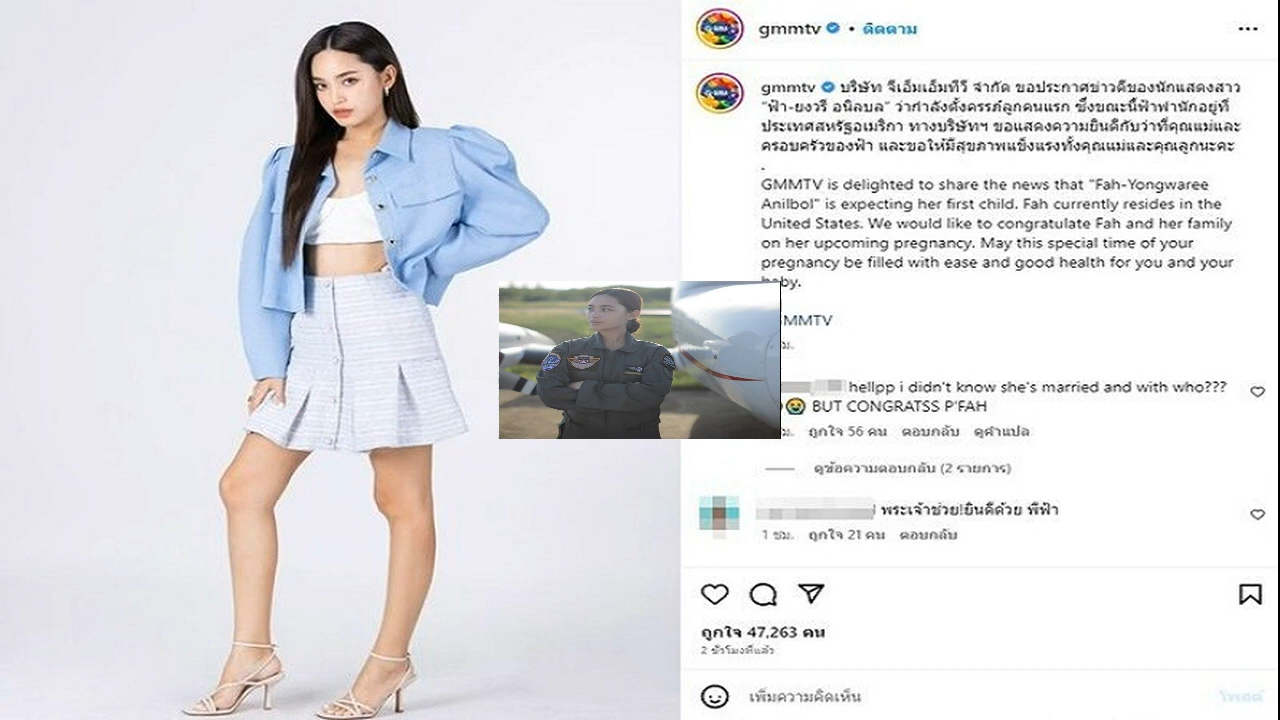 gmmtv • ติดตาม
gmmtv บริษัท จีเอ็มเอ็มทีวี จำกัด ขอประกาศข่าวดีของนักแสดงสาว
"ฟ้า-ยงวรี อนิลบล" ว่ากำลังตั้งครรภ์ลูกคนแรก ซึ่งขณะนี้ฟ้าพำนักอยู่ที่
ประเทศสหรัฐอเมริกา ทางบริษัทฯ ขอแสดงความยินดีกับว่าที่คุณแม่และ
ครอบครัวของฟ้า และขอให้มีสุขภาพแข็งแรงทั้งคุณแม่และคุณลูกนะคะ
.
GMMTV is delighted to share the news that "Fah-Yongwaree
Anilbol" is expecting her first child. Fah currently resides in the
United States. We would like to congratulate Fah and her family
on her upcoming pregnancy. May this special time of your
pregnancy be filled with ease and good health for you and your
baby.
MMTV
ชม.
hellpp i didn't know she's married and with who???
😭 BUT CONGRATSS P'FAH
ชม. ถูกใจ 56 คน ตอบกลับ ดูคำแปล
ดูข้อความตอบกลับ (2 รายการ)
พระเจ้าช่วย!ยินดีด้วย พี่ฟ้า
1 ชม. ถูกใจ 21 คน ตอบกลับ
ถูกใจ 47,263 คน
2 ชั่วโมงที่แล้ว
เพิ่มความคิดเห็น
โพสต์